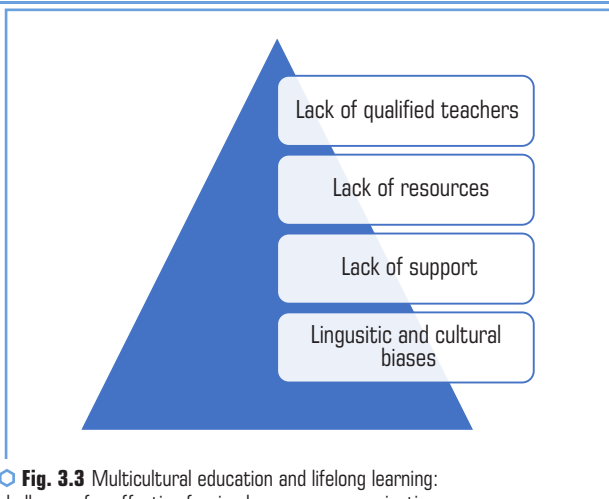 Lack of qualified teachers
Lack of resources
Lack of support
Lingusitic and cultural
biases
Fig. 3.3 Multicultural education and lifelong learning: